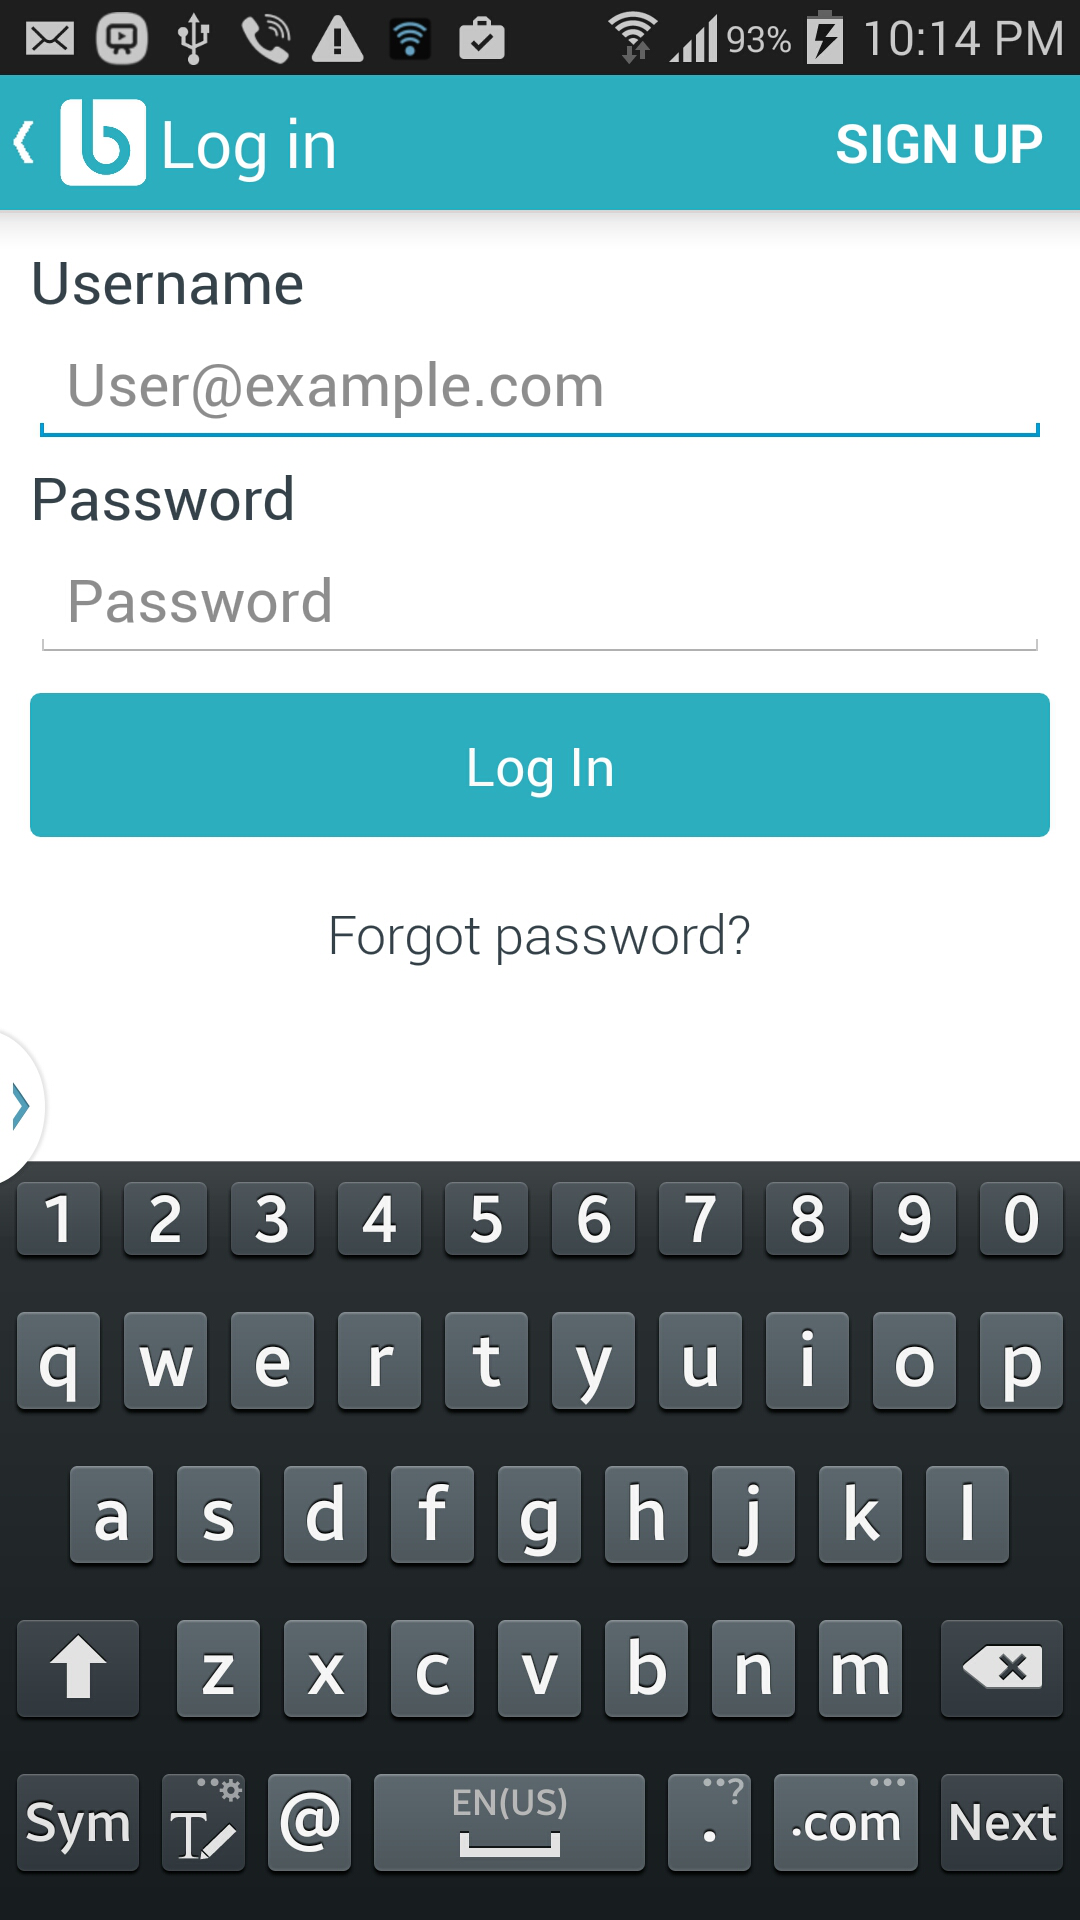 93% 10:14 PM
b Log in SIGN UP
Username
User@example.com
Password
Password
Log In
Forgot password?
1 2 3 4 5 6 7 8 9 0
q w e r t y u i o p
a s d f g h j k l
z x c v b n m
Sym T @ EN(US) . ? .com Next